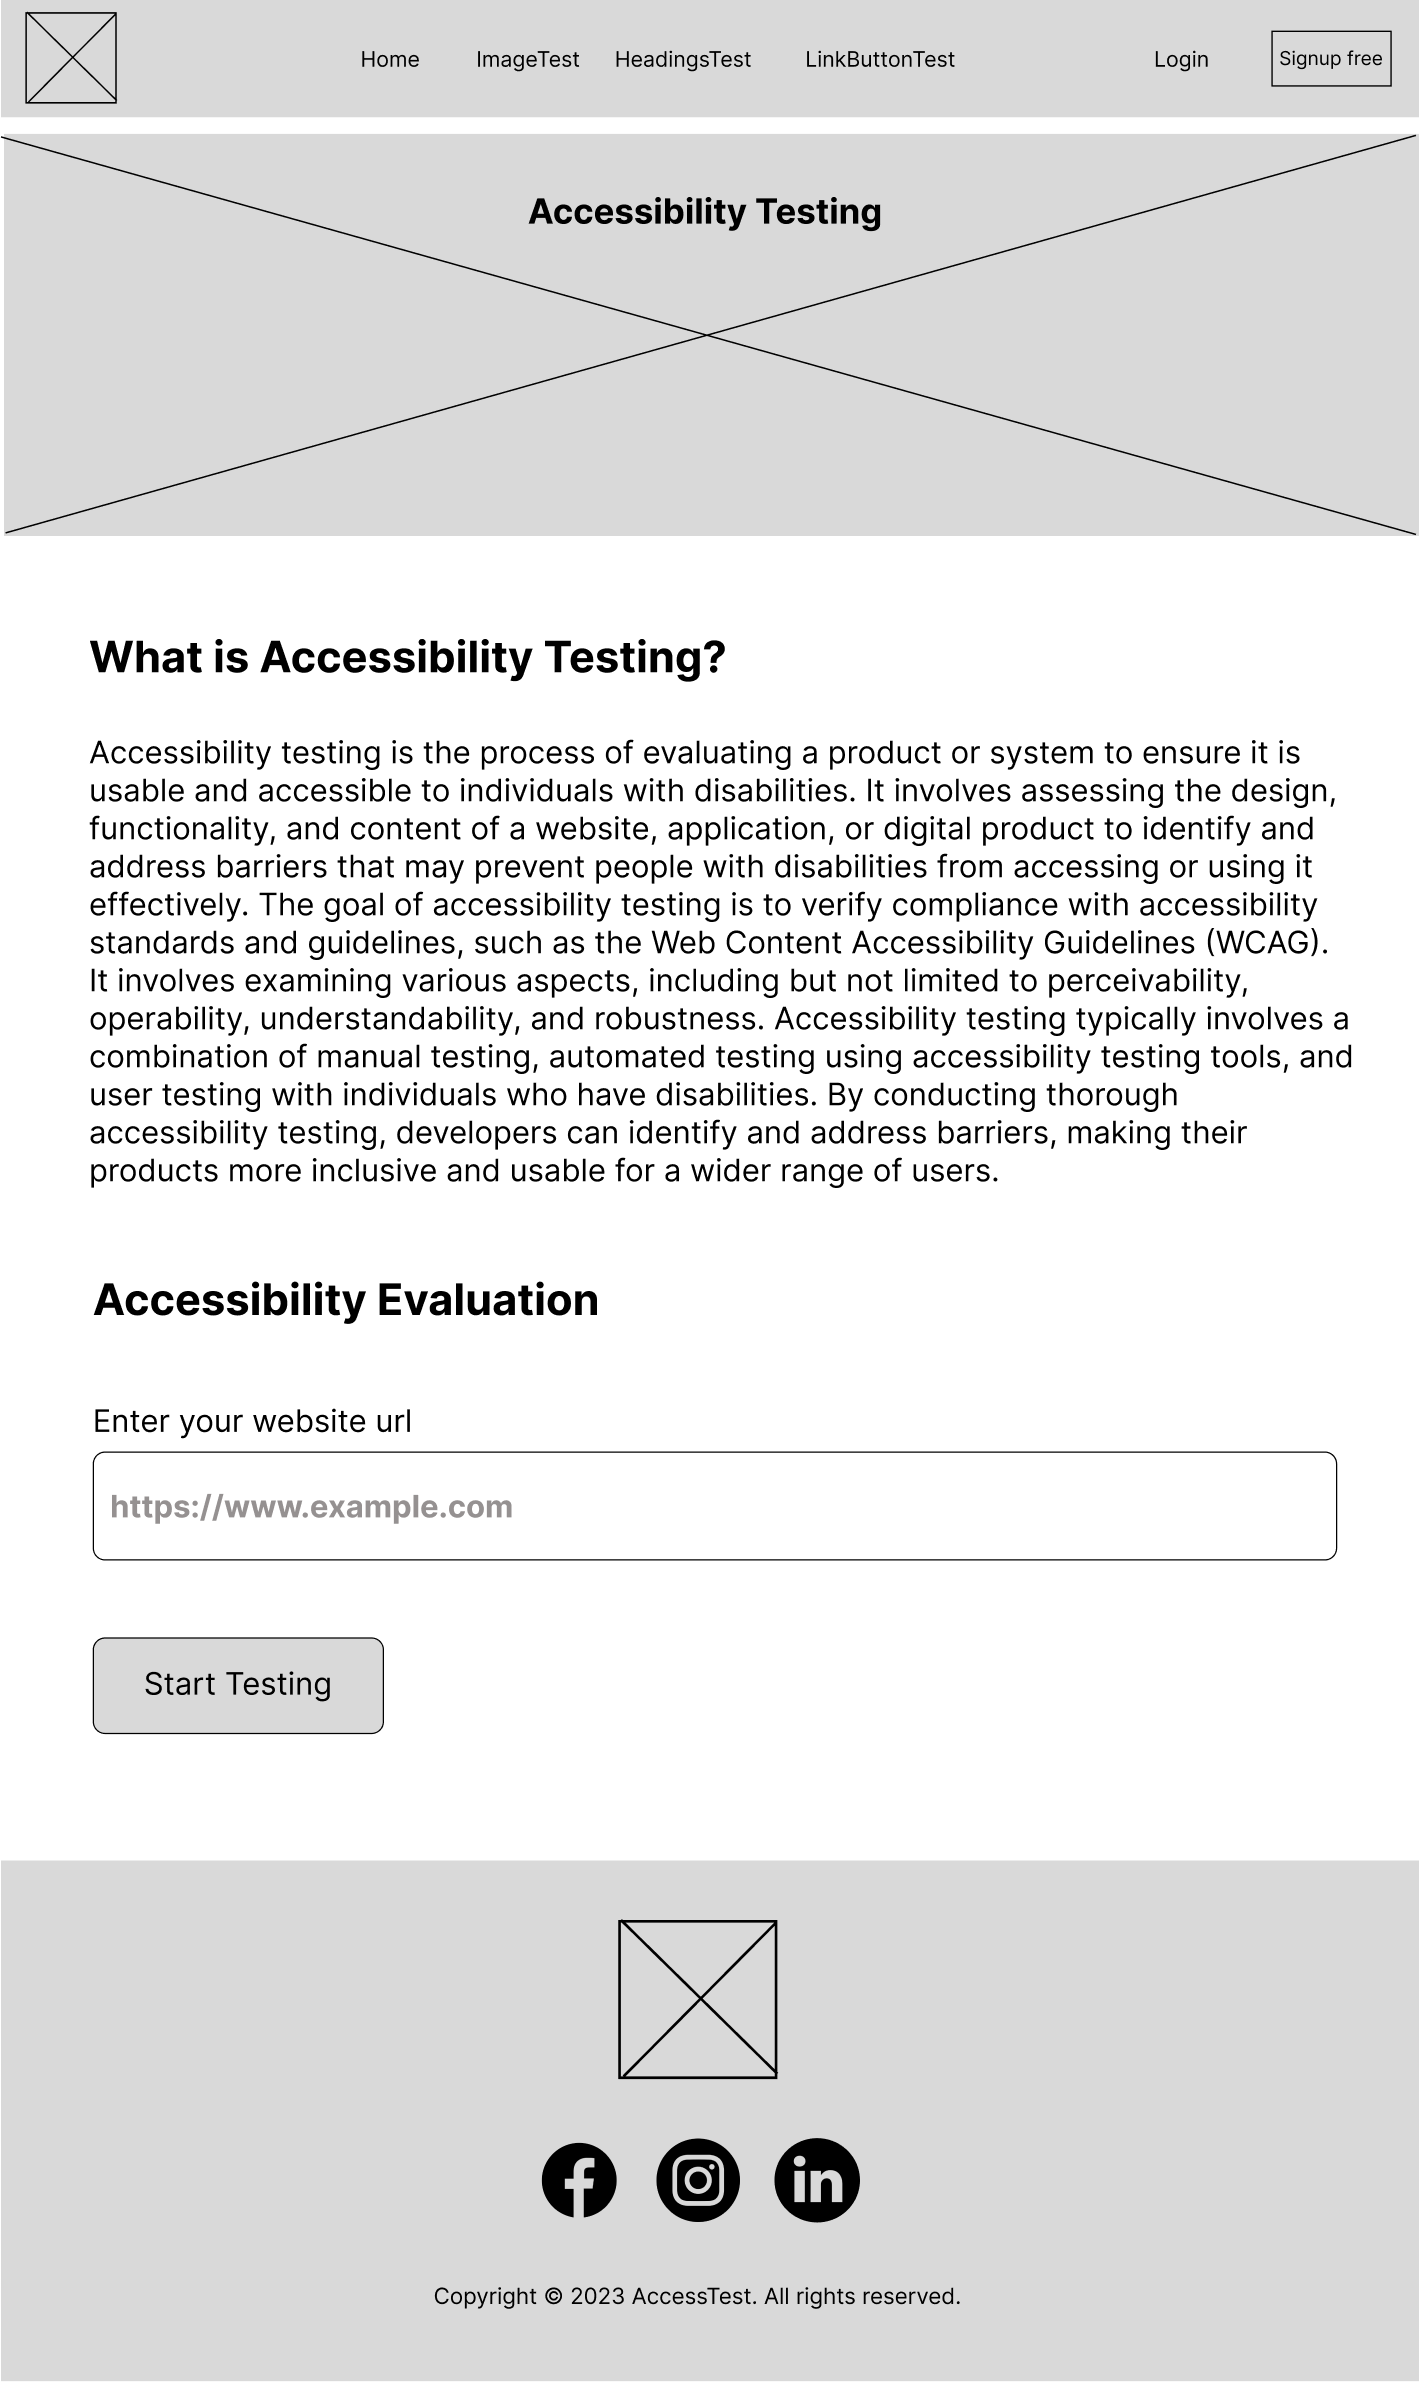 Home ImageTest HeadingsTest LinkButtonTest Login Signup free
Accessibility Testing
What is Accessibility Testing?
Accessibility testing is the process of evaluating a product or system to ensure it is
usable and accessible to individuals with disabilities. It involves assessing the design,
functionality, and content of a website, application, or digital product to identify and
address barriers that may prevent people with disabilities from accessing or using it
effectively. The goal of accessibility testing is to verify compliance with accessibility
standards and guidelines, such as the Web Content Accessibility Guidelines (WCAG).
It involves examining various aspects, including but not limited to perceivability,
operability, understandability, and robustness. Accessibility testing typically involves a
combination of manual testing, automated testing using accessibility testing tools, and
user testing with individuals who have disabilities. By conducting thorough
accessibility testing, developers can identify and address barriers, making their
products more inclusive and usable for a wider range of users.
Accessibility Evaluation
Enter your website url
https://www.example.com
Start Testing
Copyright © 2023 AccessTest. All rights reserved.